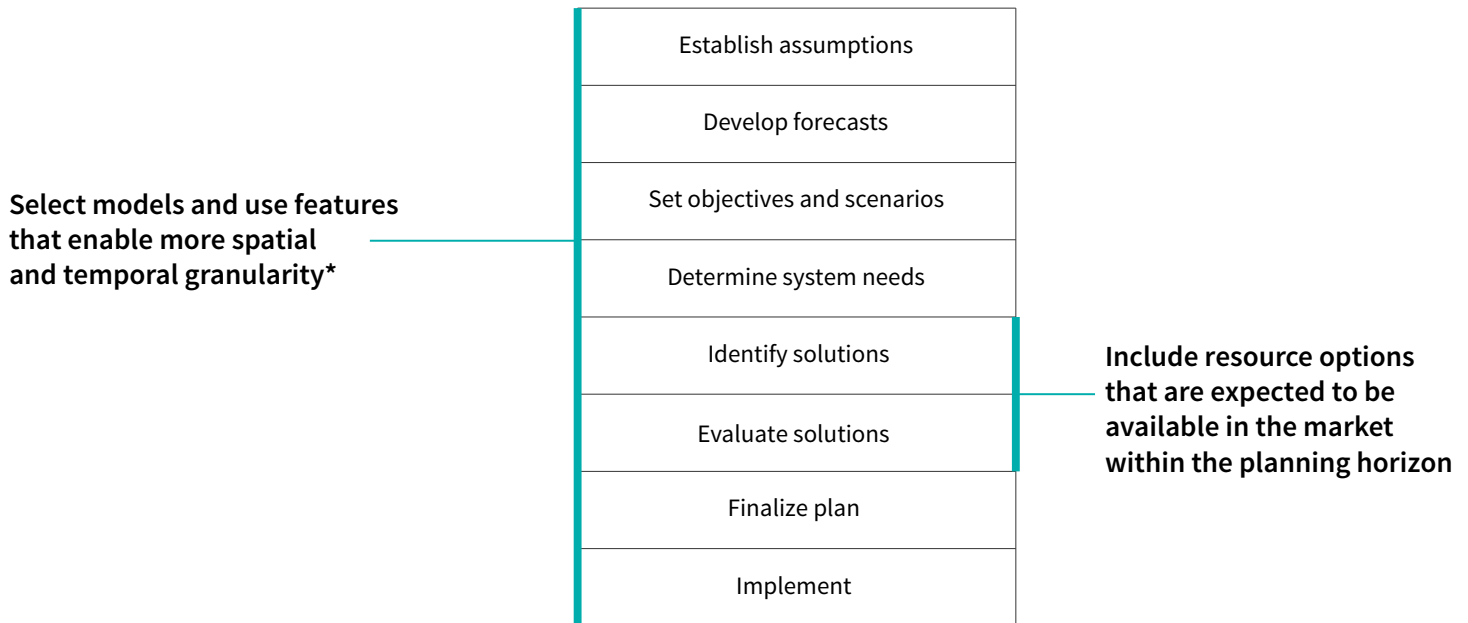 Establish assumptions
Develop forecasts
Set objectives and scenarios
Determine system needs
Identify solutions
Evaluate solutions
Finalize plan
Implement
Select models and use features
that enable more spatial
and temporal granularity*
Include resource options
that are expected to be
available in the market
within the planning horizon